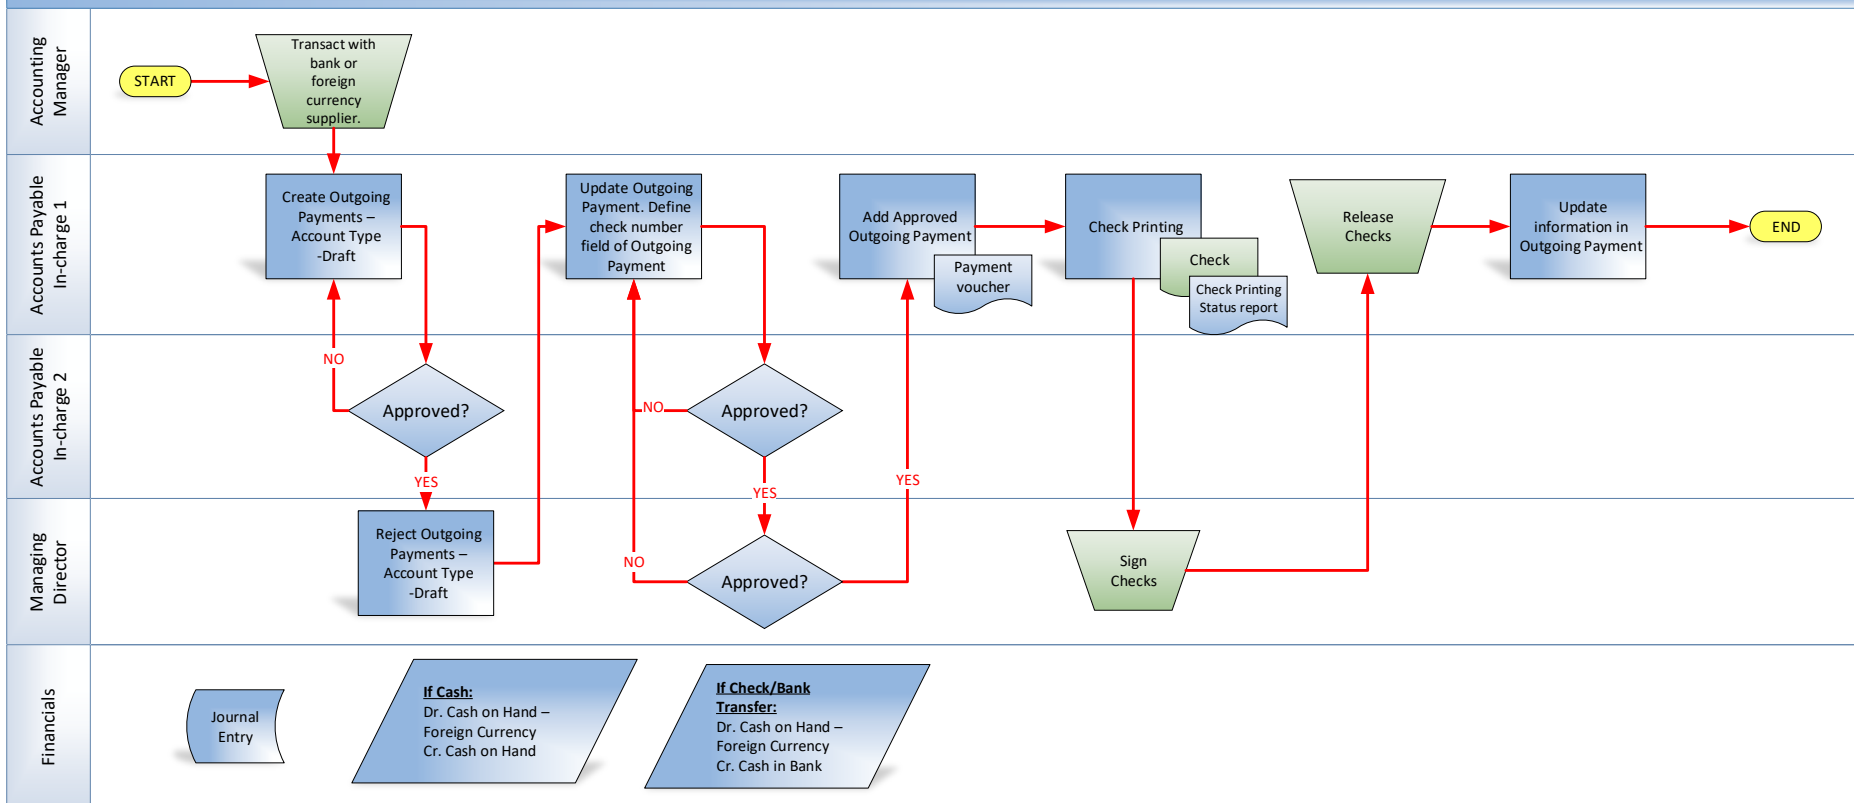 Accounting
Manager
START
Transact with
bank or
foreign
currency
supplier.
Accounts Payable
In-charge 1
Create Outgoing
Payments –
Account Type
-Draft
Update Outgoing
Payment. Define
check number
field of Outgoing
Payment
Add Approved
Outgoing Payment
Payment
voucher
Check Printing
Check
Check Printing
Status report
Release
Checks
Update
information in
Outgoing Payment
END
Accounts Payable
In-charge 2
NO
Approved?
YES
NO
Approved?
YES
YES
Managing
Director
Reject Outgoing
Payments –
Account Type
-Draft
NO
Approved?
Sign
Checks
Financials
Journal
Entry
If Cash:
Dr. Cash on Hand –
Foreign Currency
Cr. Cash on Hand
If Check/Bank
Transfer:
Dr. Cash on Hand –
Foreign Currency
Cr. Cash in Bank